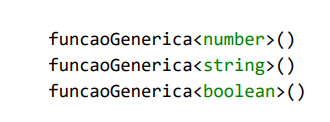 funcaoGenerica<number>()
funcaoGenerica<string>()
funcaoGenerica<boolean>()